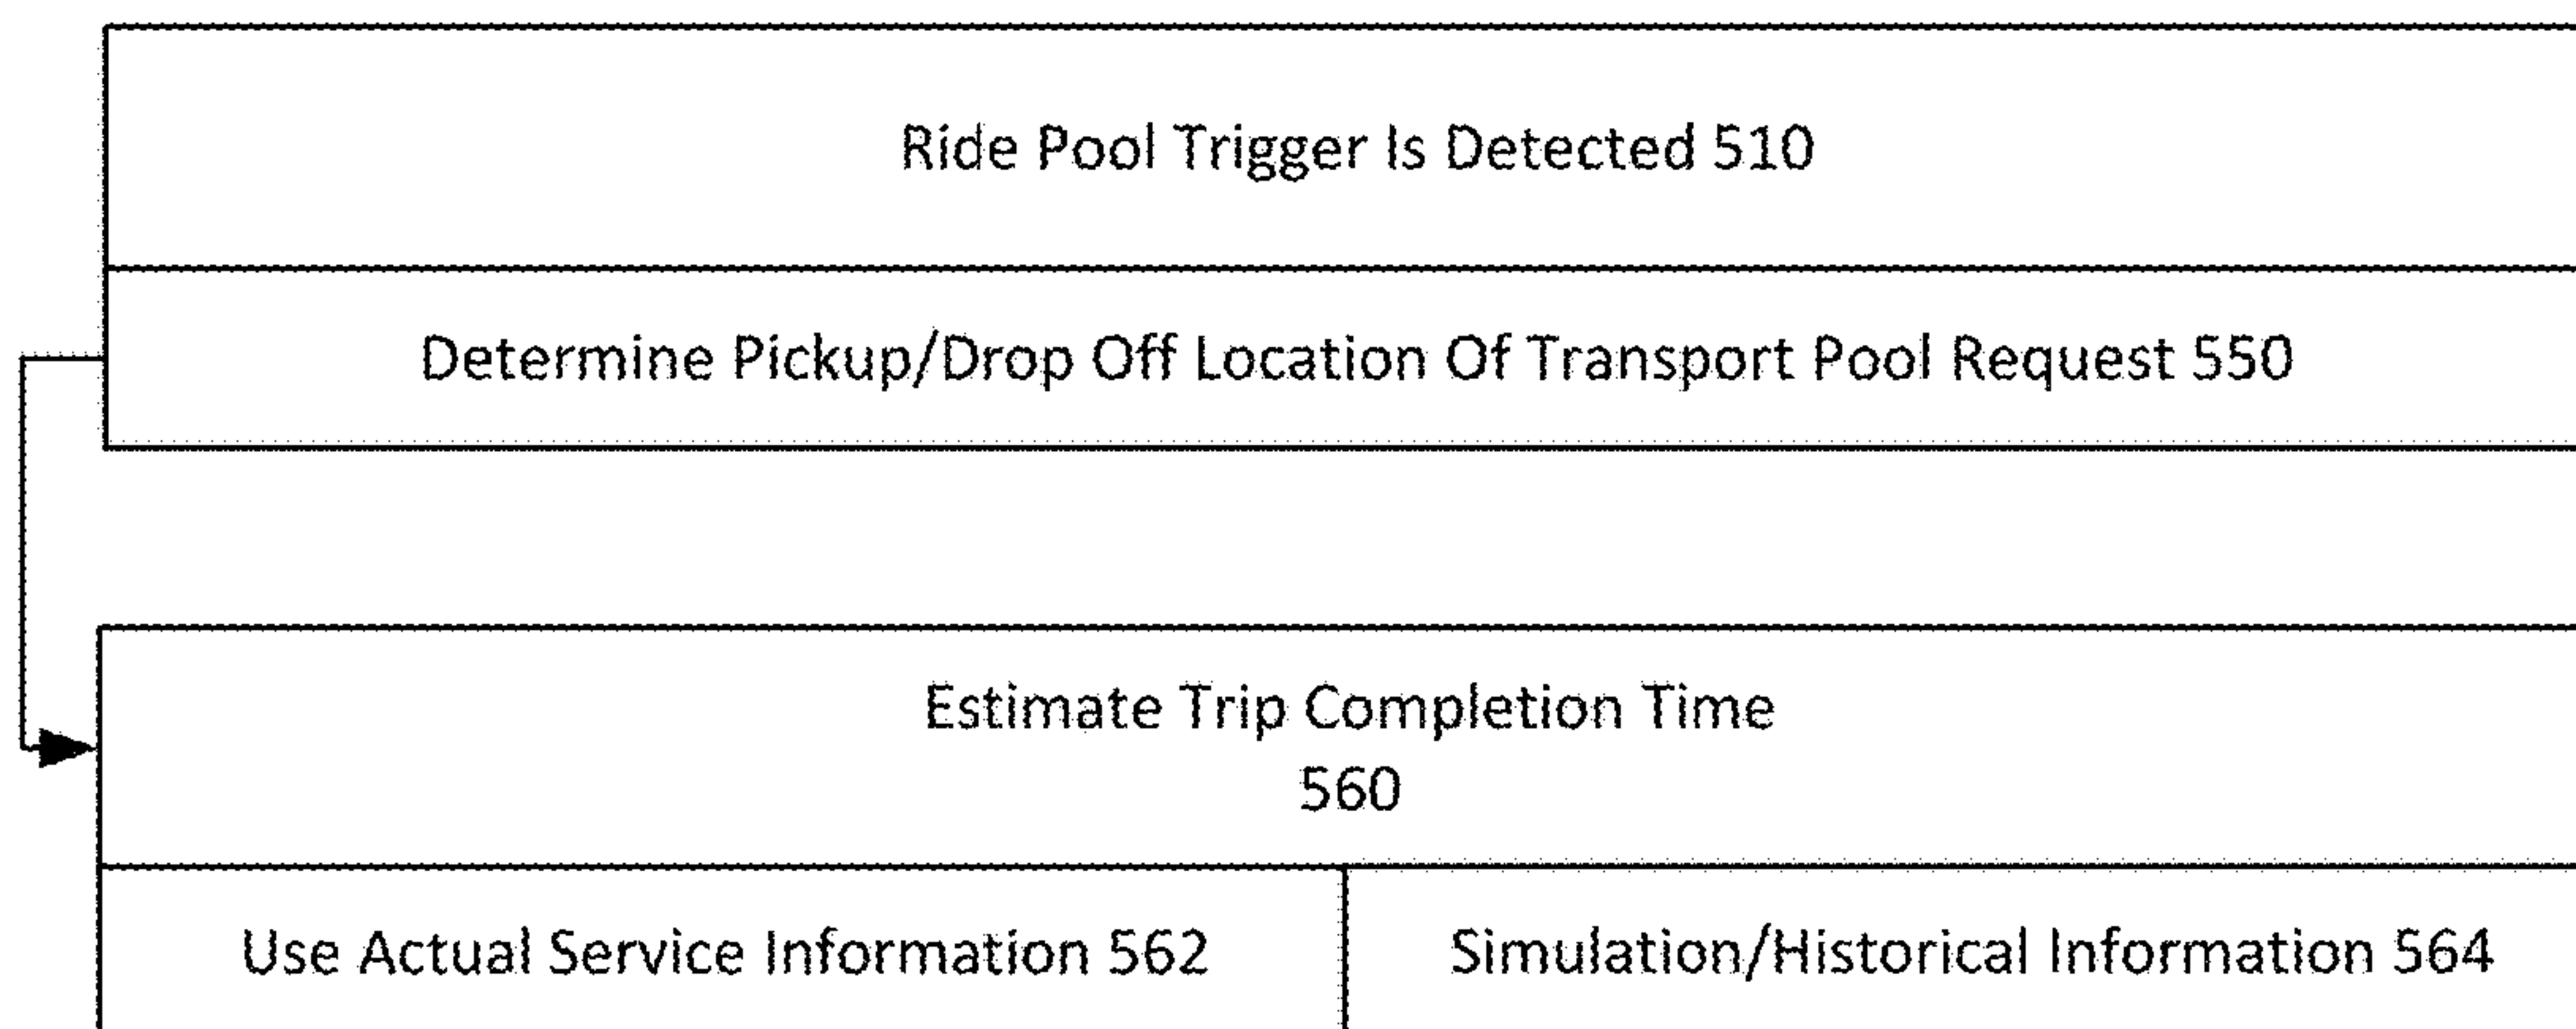 Ride Pool Trigger Is Detected 510
Determine Pickup/Drop Off Location Of Transport Pool Request 550
Estimate Trip Completion Time
560
Use Actual Service Information 562
Simulation/Historical Information 564